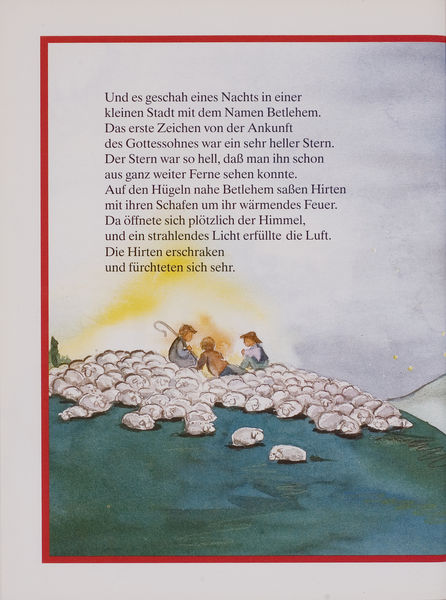 Und es geschah eines Nachts in einer
kleinen Stadt mit dem Namen Betlehem.
Das erste Zeichen von der Ankunft
des Gottessohnes war ein sehr heller Stern.
Der Stern war so hell, daß man ihn schon
aus ganz weiter Ferne sehen konnte.
Auf den Hügeln nahe Betlehem saßen Hirten
mit ihren Schafen um ihr wärmendes Feuer.
Da öffnete sich plötzlich der Himmel,
und ein strahlendes Licht erfüllte die Luft.
Die Hirten erschraken
und fürchteten sich sehr.